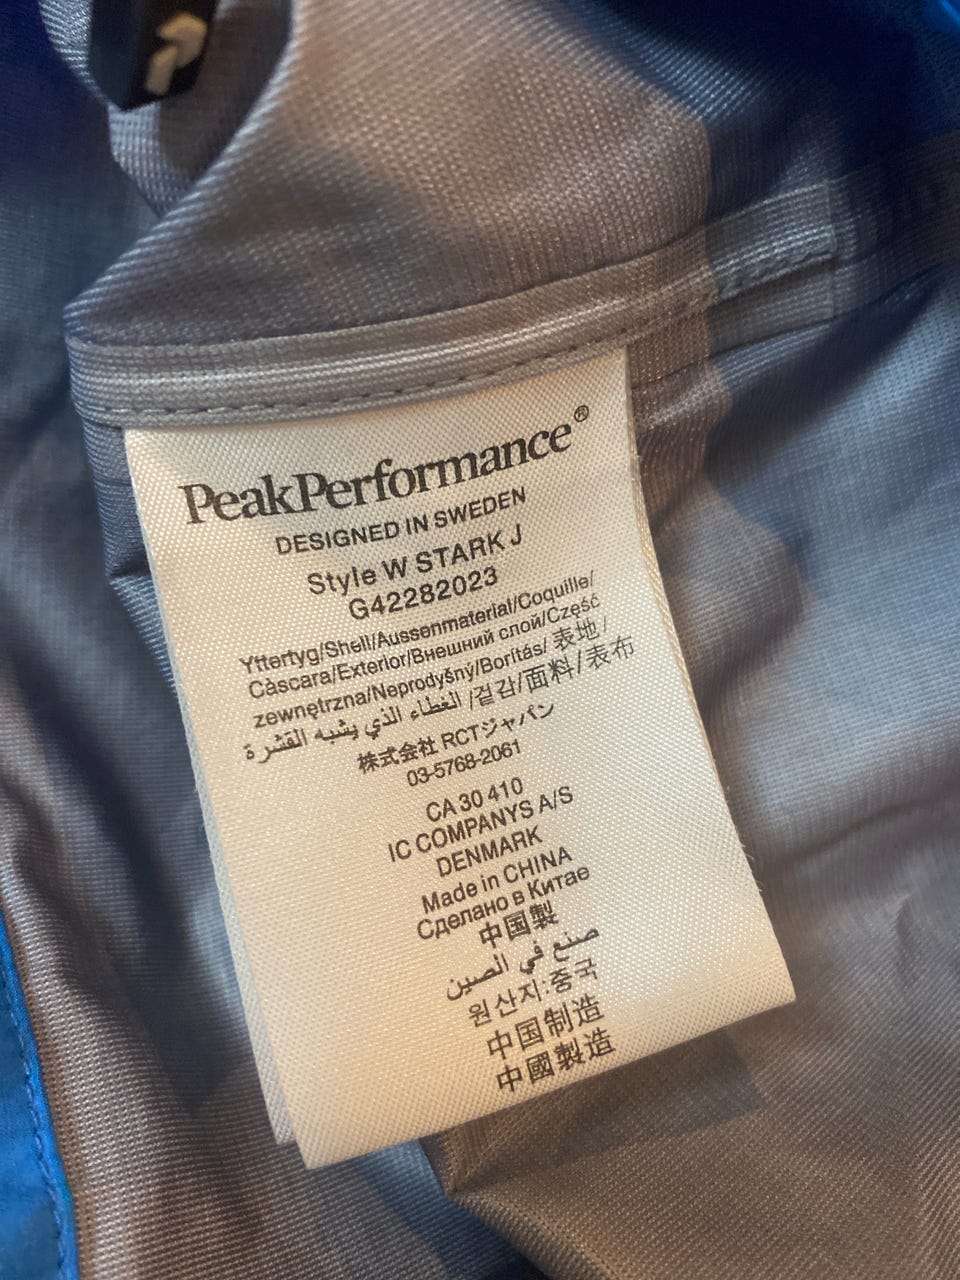 PeakPerformance®
DESIGNED IN SWEDEN
Style W STARK J
G42282023
Yttertyg/Shell/Aussenmaterial/Coquille/
Càscara/Exterior/Внешний слой/Część
zewnętrzna/Neprodyšný/Borítás/ 表地/
الغطاء الذي يشبه القشرة /겉감/面料/表布
株式会社 RCTジャパン
03-5768-2061
CA 30 410
IC COMPANYS A/S
DENMARK
Made in CHINA
Сделано в Китае
中国製
صنع في الصين
원산지:중국
中国制造
中國製造